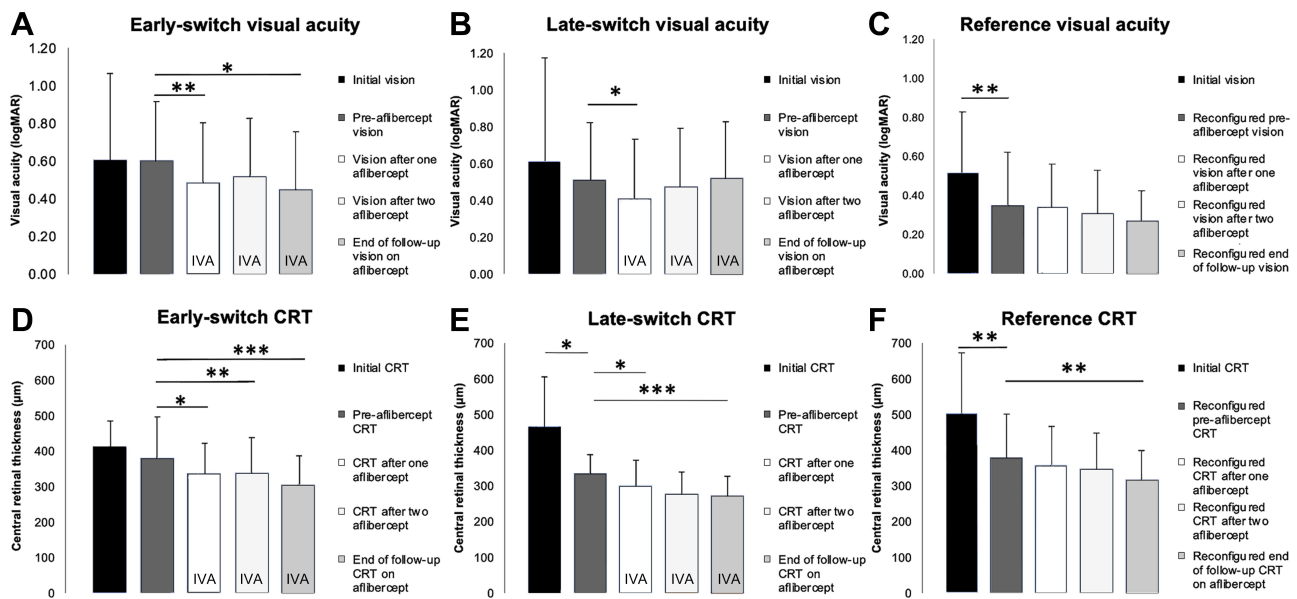 A
Early-switch visual acuity
Visual acuity (logMAR)
1.20
1.00
0.80
0.60
0.40
0.20
0.00
**
*
IVA
IVA
IVA
Initial vision
Pre-aflibercept
vision
Vision after one
aflibercept
Vision after two
aflibercept
End of follow-up
vision on
aflibercept
B
Late-switch visual acuity
Visual acuity (logMAR)
1.20
1.00
0.80
0.60
0.40
0.20
0.00
*
IVA
IVA
IVA
Initial vision
Pre-aflibercept
vision
Vision after one
aflibercept
Vision after two
aflibercept
End of follow-up
vision on
aflibercept
C
Reference visual acuity
Visual acuity (logMAR)
1.20
1.00
0.80
0.60
0.40
0.20
0.00
**
Initial vision
Reconfigured pre-
aflibercept vision
Reconfigured
vision after one
aflibercept
Reconfigured
vision after two
aflibercept
Reconfigured end
of follow-up vision
D
Early-switch CRT
Central retinal thickness (µm)
700
600
500
400
300
200
100
0
***
**
*
IVA
IVA
IVA
Initial CRT
Pre-aflibercept
CRT
CRT after one
aflibercept
CRT after two
aflibercept
End of follow-up
CRT on
aflibercept
E
Late-switch CRT
Central retinal thickness (µm)
700
600
500
400
300
200
100
0
*
*
***
IVA
IVA
IVA
Initial CRT
Pre-aflibercept
CRT
CRT after one
aflibercept
CRT after two
aflibercept
End of follow-up
CRT on
aflibercept
F
Reference CRT
Central retinal thickness (µm)
700
600
500
400
300
200
100
0
**
**
Initial CRT
Reconfigured
pre-aflibercept
CRT
Reconfigured
CRT after one
aflibercept
Reconfigured
CRT after two
aflibercept
Reconfigured end
of follow-up CRT
on aflibercept